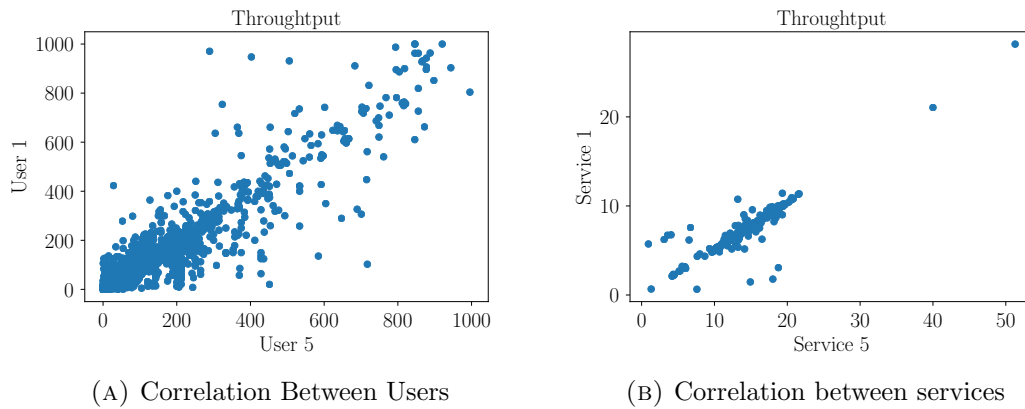 Throughtput
1000
800
600
400
200
0
User 1
0 200 400 600 800 1000
User 5
(A) Correlation Between Users
Throughtput
20
10
0
Service 1
0 10 20 30 40 50
Service 5
(B) Correlation between services